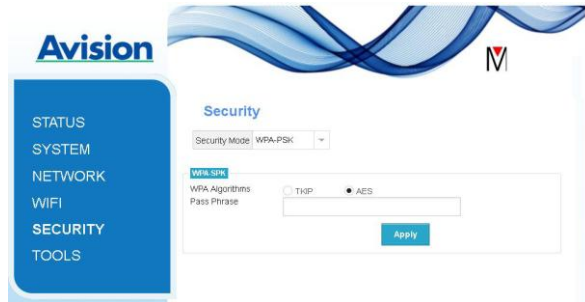 Avision
M
STATUS
SYSTEM
NETWORK
WIFI
SECURITY
TOOLS
Security
Security Mode WPA-PSK
WPA SPK
WPA Algorithms TKIP AES
Pass Phrase
Apply